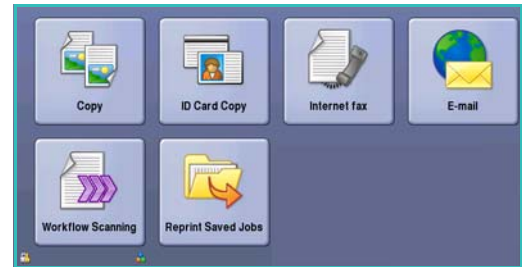 Copy
ID Card Copy
Internet fax
E-mail
Workflow Scanning
Reprint Saved Jobs